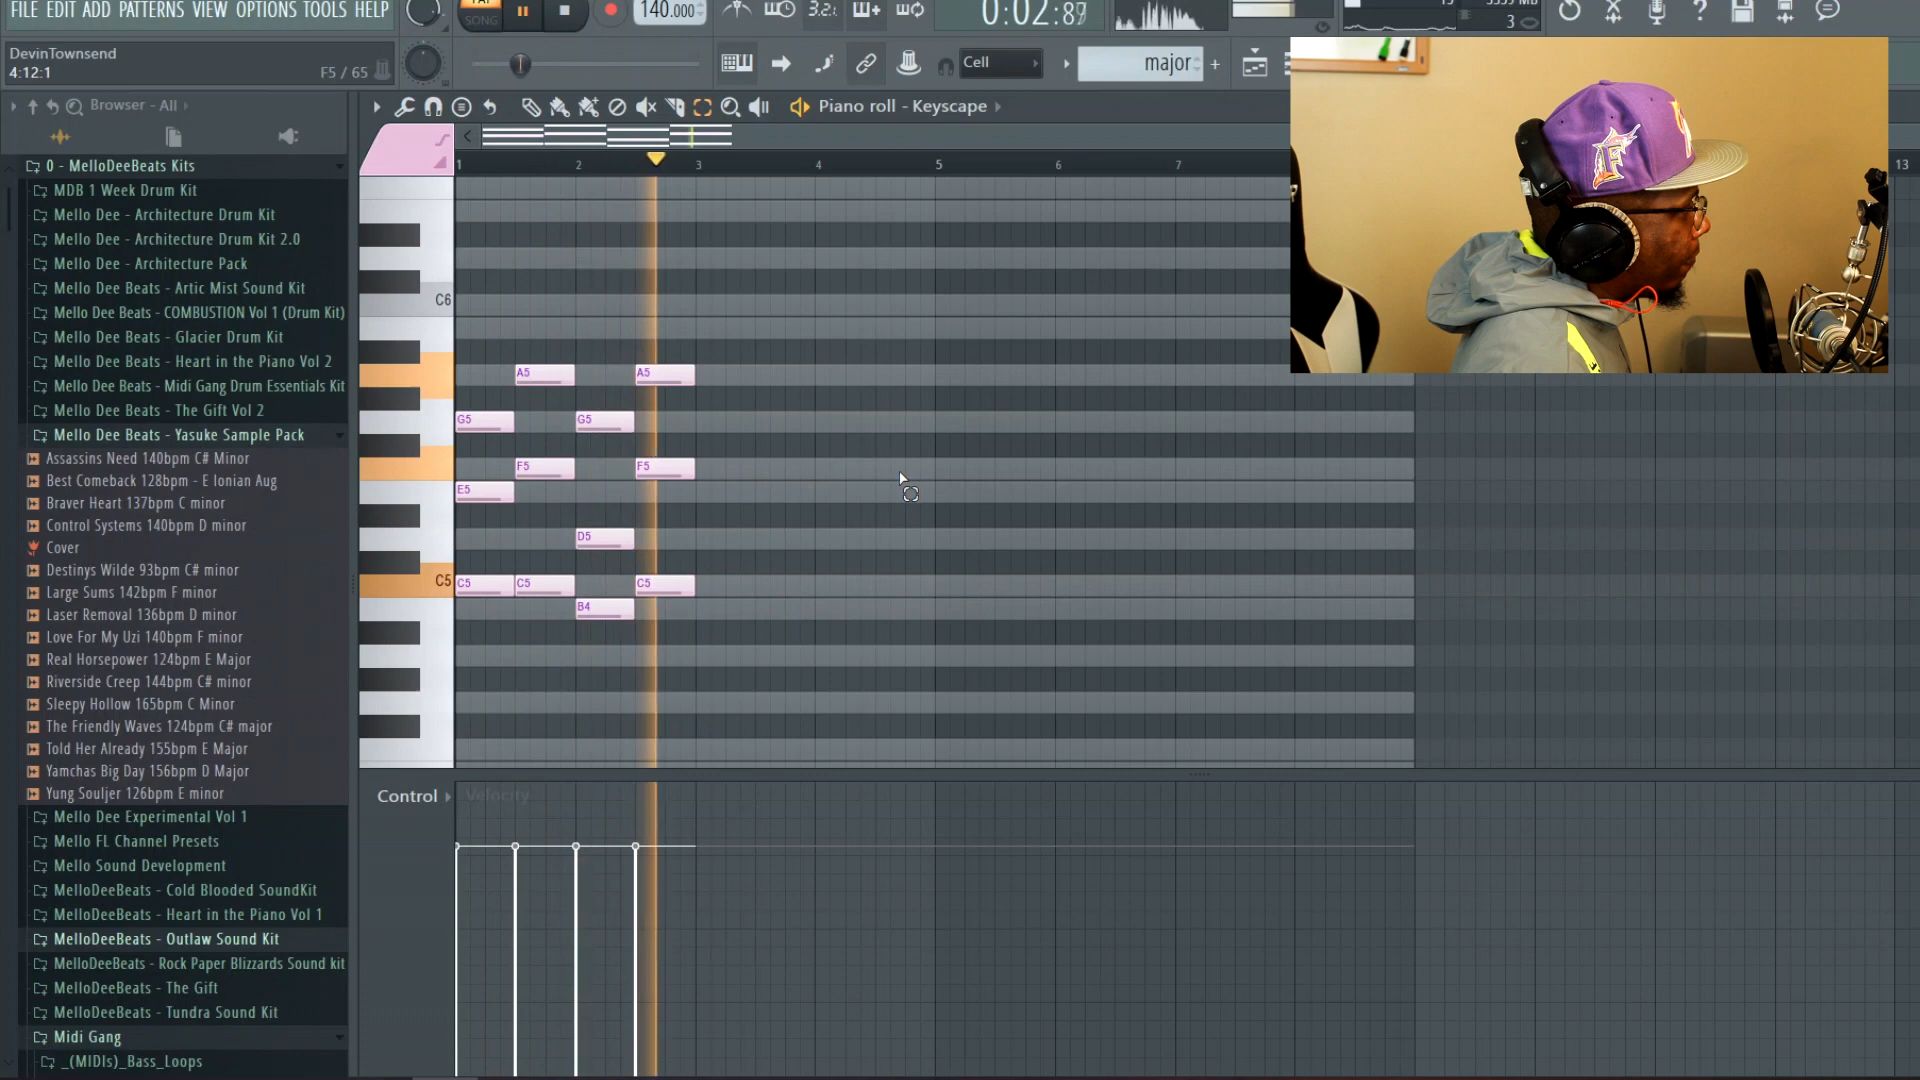 FILE EDIT ADD PATTERNS VIEW OPTIONS TOOLS HELP
SONG
140.000
3.2
0:02:87
3
DevinTownsend
4:12:1
F5 / 65
Cell
major
Browser - All
Piano roll - Keyscape
1 2 3 4 5 6 7 13
0 - MelloDeeBeats Kits
MDB 1 Week Drum Kit
Mello Dee - Architecture Drum Kit
Mello Dee - Architecture Drum Kit 2.0
Mello Dee - Architecture Pack
Mello Dee Beats - Artic Mist Sound Kit
Mello Dee Beats - COMBUSTION Vol 1 (Drum Kit)
Mello Dee Beats - Glacier Drum Kit
Mello Dee Beats - Heart in the Piano Vol 2
Mello Dee Beats - Midi Gang Drum Essentials Kit
Mello Dee Beats - The Gift Vol 2
Mello Dee Beats - Yasuke Sample Pack
Assassins Need 140bpm C# Minor
Best Comeback 128bpm - E Ionian Aug
Braver Heart 137bpm C minor
Control Systems 140bpm D minor
Cover
Destinys Wilde 93bpm C# minor
Large Sums 142bpm F minor
Laser Removal 136bpm D minor
Love For My Uzi 140bpm F minor
Real Horsepower 124bpm E Major
Riverside Creep 144bpm C# minor
Sleepy Hollow 165bpm C Minor
The Friendly Waves 124bpm C# major
Told Her Already 155bpm E Major
Yamchas Big Day 156bpm D Major
Yung Souljer 126bpm E minor
Mello Dee Experimental Vol 1
Mello FL Channel Presets
Mello Sound Development
MelloDeeBeats - Cold Blooded SoundKit
MelloDeeBeats - Heart in the Piano Vol 1
MelloDeeBeats - Outlaw Sound Kit
MelloDeeBeats - Rock Paper Blizzards Sound kit
MelloDeeBeats - The Gift
MelloDeeBeats - Tundra Sound Kit
Midi Gang
_(MIDIs)_Bass_Loops
C6
A5 A5
G5 G5
F5 F5
E5
D5
C5 C5 C5 C5
B4
Control Velocity
F